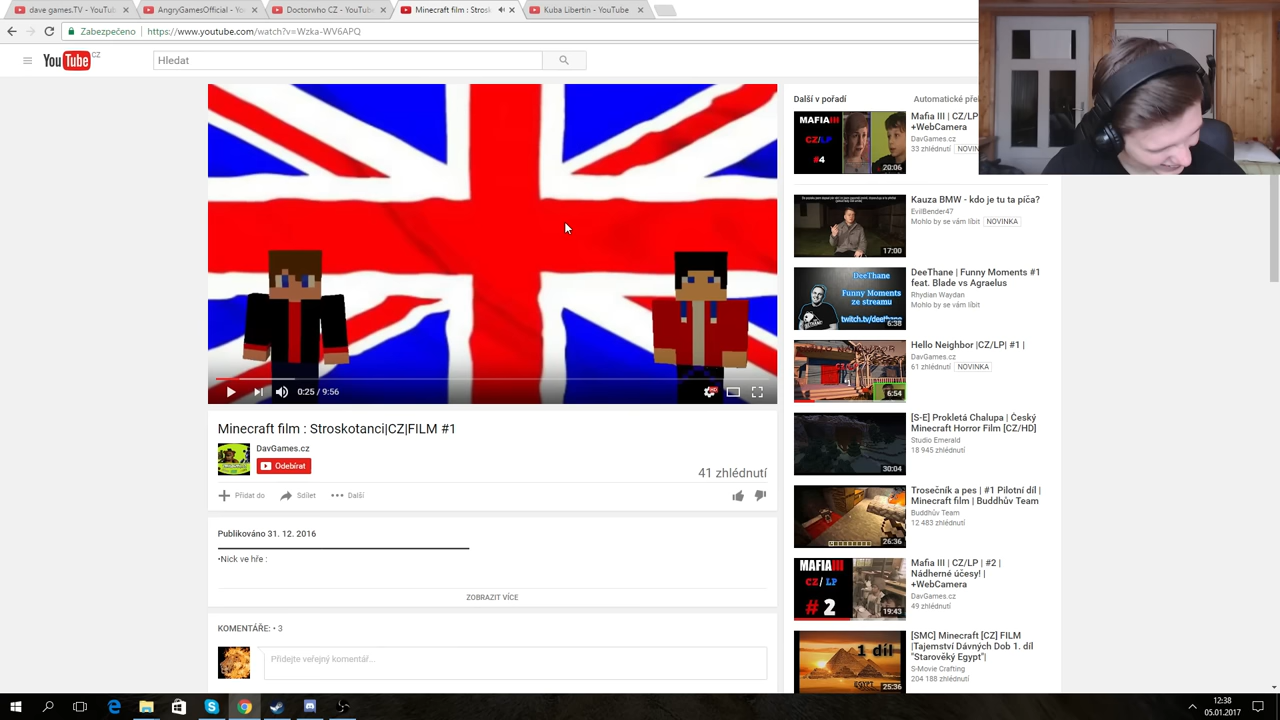 dave games.TV - YouTub
AngryGamesOfficial - Yo
Doctorwho CZ - YouTube
Minecraft film : Strosk
Kuba Libertin - YouTube
Zabezpečeno
https://www.youtube.com/watch?v=Wzka-WV6APQ
YouTube CZ
Hledat
Další v pořadí
Automatické pře
MAFIA III
CZ/LP
#4
20:06
Mafia III | CZ/LP
+WebCamera
DavGames.cz
33 zhlédnutí
NOVIN
17:00
Kauza BMW - kdo je tu ta píča?
EvilBender47
Mohlo by se vám líbit
NOVINKA
DeeThane
Funny Moments
ze streamu
twitch.tv/deethane
6:38
DeeThane | Funny Moments #1
feat. Blade vs Agraelus
Rhydian Waydan
Mohlo by se vám líbit
6:54
Hello Neighbor |CZ/LP| #1 |
DavGames.cz
61 zhlédnutí
NOVINKA
0:25 / 9:56
HD
Minecraft film : Stroskotanci|CZ|FILM #1
DavGames.cz
Odebírat
41 zhlédnutí
Přidat do
Sdílet
Další
30:04
[S-E] Prokletá Chalupa | Český
Minecraft Horror Film [CZ/HD]
Studio Emerald
18 945 zhlédnutí
26:36
Trosečník a pes | #1 Pilotní díl |
Minecraft film | Buddhův Team
Buddhův Team
12 483 zhlédnutí
Publikováno 31. 12. 2016
•Nick ve hře :
ZOBRAZIT VÍCE
MAFIA III
CZ/ LP
# 2
19:43
Mafia III | CZ/LP | #2 |
Nádherné účesy! |
+WebCamera
DavGames.cz
49 zhlédnutí
KOMENTÁŘE: • 3
Přidejte veřejný komentář...
1 díl
EGYPT
25:36
[SMC] Minecraft [CZ] FILM
|Tajemství Dávných Dob 1. díl
"Starověký Egypt"|
S-Movie Crafting
204 188 zhlédnutí
12:38
05.01.2017